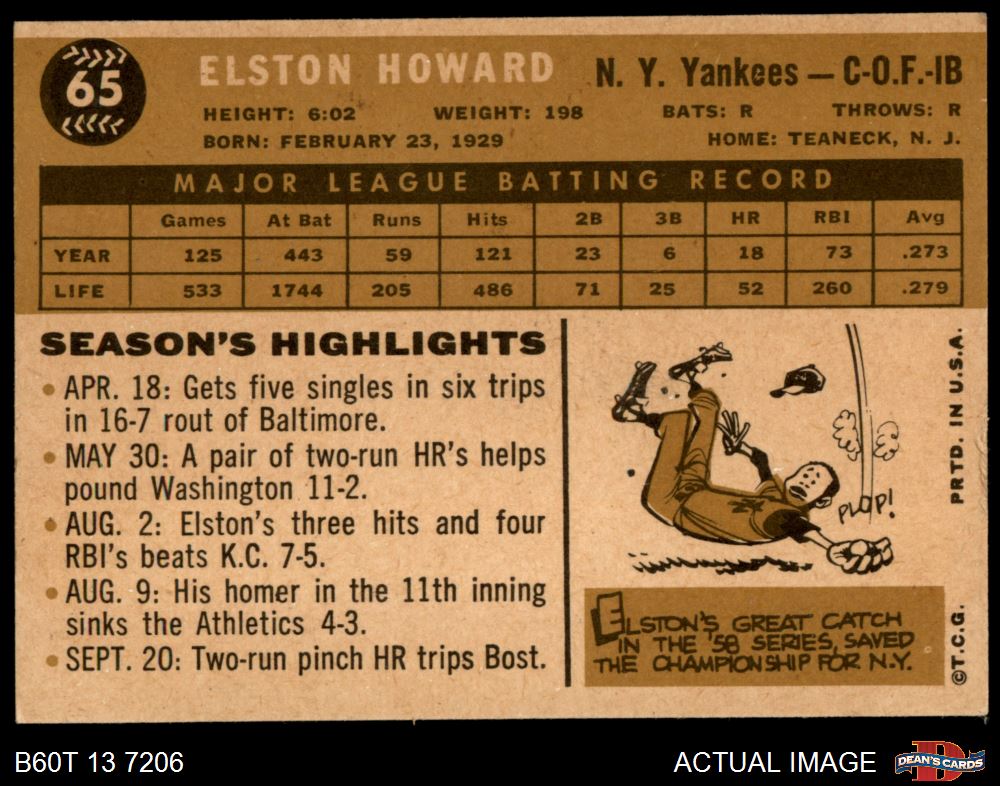 65
ELSTON HOWARD
N. Y. Yankees — C-O.F.-IB
HEIGHT: 6:02 WEIGHT: 198 BATS: R THROWS: R
BORN: FEBRUARY 23, 1929 HOME: TEANECK, N. J.
MAJOR LEAGUE BATTING RECORD
Games At Bat Runs Hits 2B 3B HR RBI Avg
YEAR 125 443 59 121 23 6 18 73 .273
LIFE 533 1744 205 486 71 25 52 260 .279
SEASON'S HIGHLIGHTS
• APR. 18: Gets five singles in six trips
in 16-7 rout of Baltimore.
• MAY 30: A pair of two-run HR's helps
pound Washington 11-2.
• AUG. 2: Elston's three hits and four
RBI's beats K.C. 7-5.
• AUG. 9: His homer in the 11th inning
sinks the Athletics 4-3.
• SEPT. 20: Two-run pinch HR trips Bost.
PLOP!
ELSTON'S GREAT CATCH
IN THE '58 SERIES, SAVED
THE CHAMPIONSHIP FOR N.Y.
PRTD. IN U.S.A.
©T.C.G.
B60T 13 7206
ACTUAL IMAGE
DEAN'S CARDS